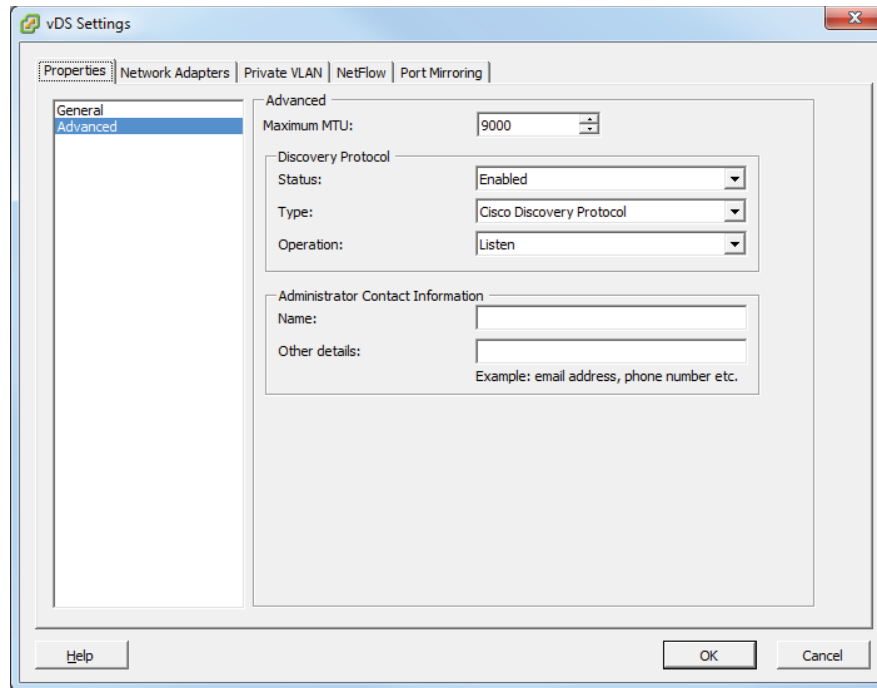 vDS Settings
Properties Network Adapters Private VLAN NetFlow Port Mirroring
General
Advanced
Advanced
Maximum MTU: 9000
Discovery Protocol
Status: Enabled
Type: Cisco Discovery Protocol
Operation: Listen
Administrator Contact Information
Name:
Other details:
Example: email address, phone number etc.
Help OK Cancel